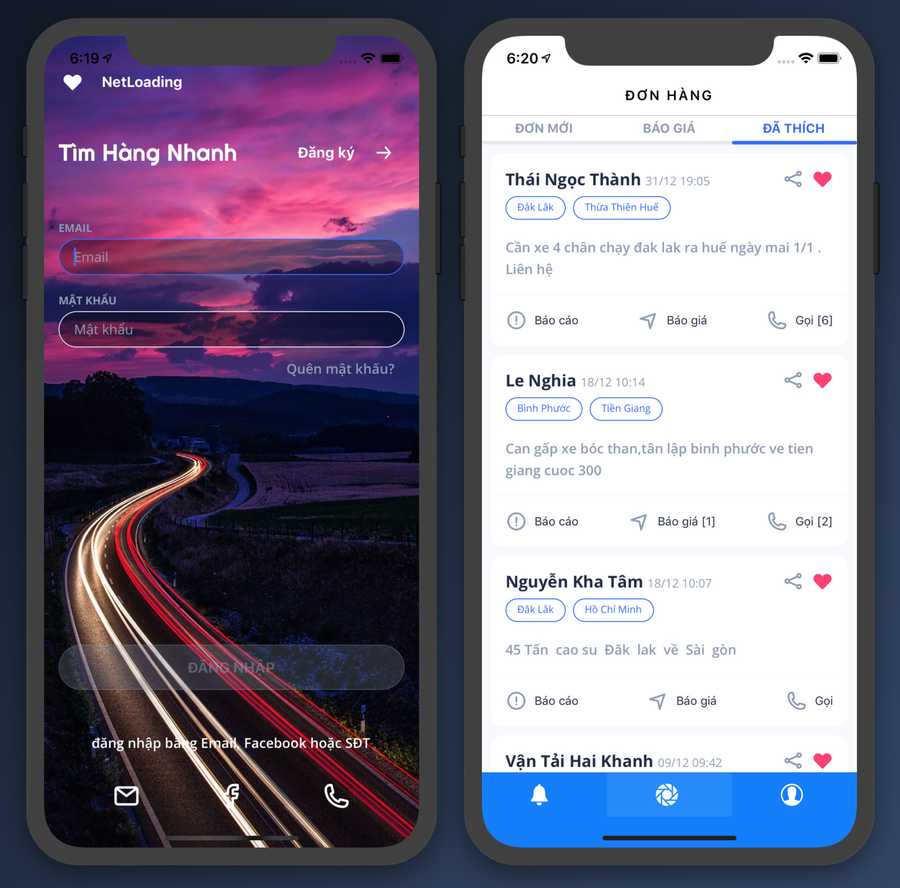 6:19
NetLoading
Tìm Hàng Nhanh
Đăng ký
EMAIL
Email
MẬT KHẨU
Mật khẩu
Quên mật khẩu?
ĐĂNG NHẬP
đăng nhập bằng Email, Facebook hoặc SĐT
6:20
ĐƠN HÀNG
ĐƠN MỚI
BÁO GIÁ
ĐÃ THÍCH
Thái Ngọc Thành 31/12 19:05
Đắk Lắk
Thừa Thiên Huế
Cần xe 4 chân chạy đak lak ra huế ngày mai 1/1 .
Liên hệ
Báo cáo
Báo giá
Gọi [6]
Le Nghia 18/12 10:14
Bình Phước
Tiền Giang
Can gấp xe bóc than,tân lập binh phước ve tien
giang cuoc 300
Báo cáo
Báo giá [1]
Gọi [2]
Nguyễn Kha Tâm 18/12 10:07
Đắk Lắk
Hồ Chí Minh
45 Tấn cao su Đăk lak về Sài gòn
Báo cáo
Báo giá
Gọi
Vận Tải Hai Khanh 09/12 09:42